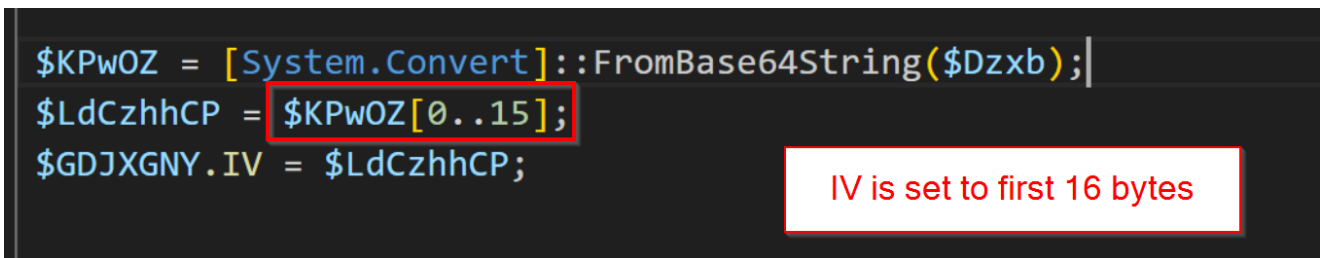 $KPwOZ = [System.Convert]::FromBase64String($Dzxb);
$LdCzhhCP = $KPwOZ[0..15];
$GDJXGNY.IV = $LdCzhhCP;
IV is set to first 16 bytes